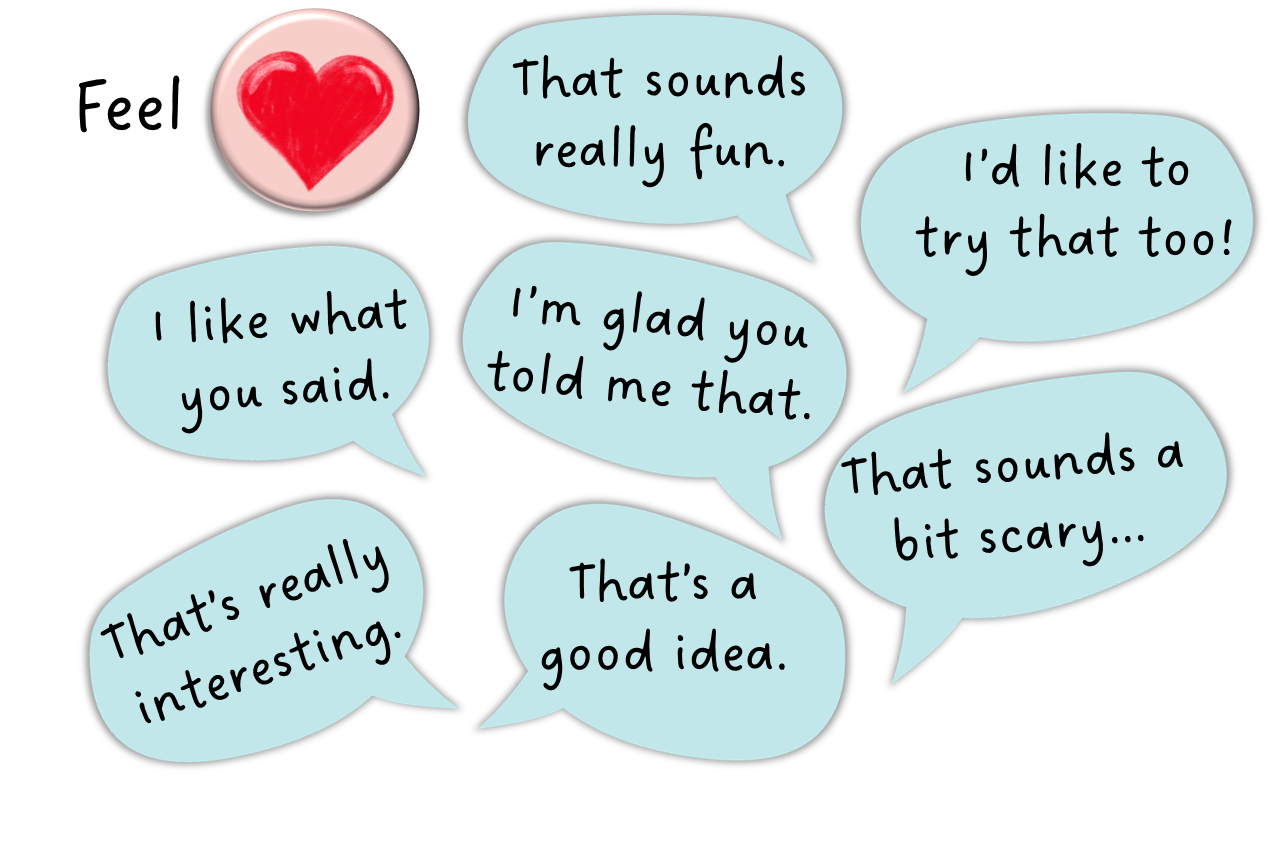 Feel
That sounds
really fun.
I'd like to
try that too!
I like what
you said.
I'm glad you
told me that.
That sounds a
bit scary...
That's really
interesting.
That's a
good idea.